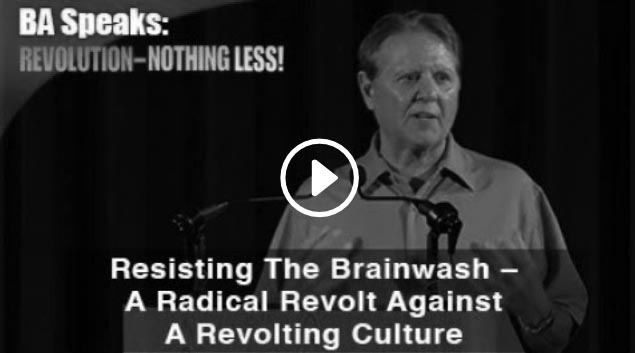 BA Speaks:
REVOLUTION—NOTHING LESS!
Resisting The Brainwash –
A Radical Revolt Against
A Revolting Culture